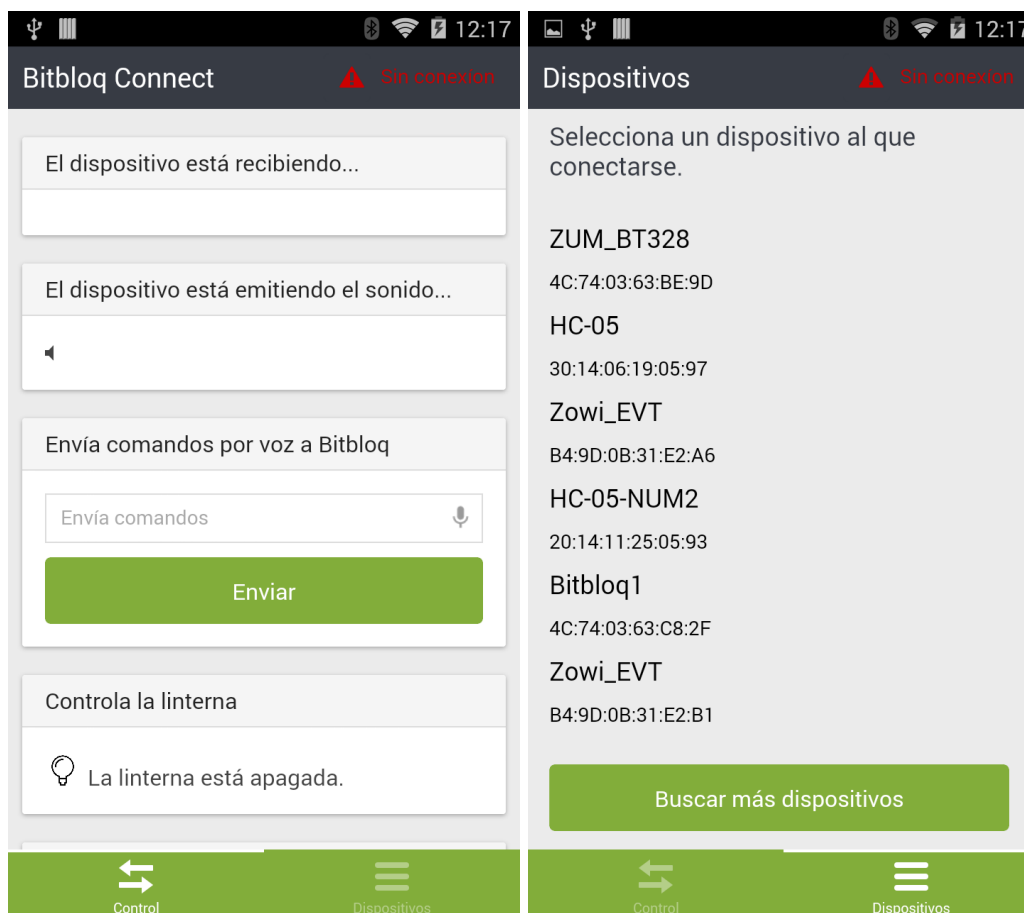 12:17
Bitbloq Connect
Sin conexion
El dispositivo está recibiendo...
El dispositivo está emitiendo el sonido...
Envía comandos por voz a Bitbloq
Envía comandos
Enviar
Controla la linterna
La linterna está apagada.
Control
Dispositivos
12:17
Dispositivos
Sin conexion
Selecciona un dispositivo al que
conectarse.
ZUM_BT328
4C:74:03:63:BE:9D
HC-05
30:14:06:19:05:97
Zowi_EVT
B4:9D:0B:31:E2:A6
HC-05-NUM2
20:14:11:25:05:93
Bitbloq1
4C:74:03:63:C8:2F
Zowi_EVT
B4:9D:0B:31:E2:B1
Buscar más dispositivos
Control
Dispositivos